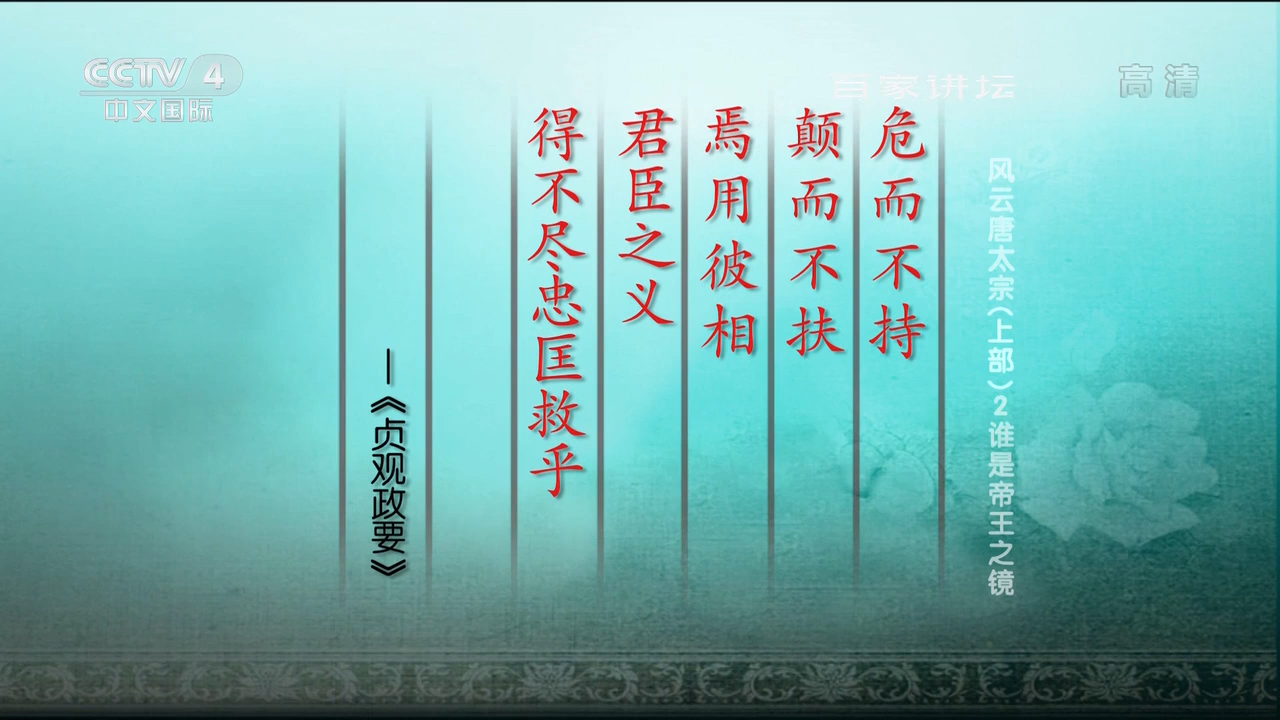 CCTV 4
中文国际
百家讲坛
高清
危而不持
颠而不扶
焉用彼相
君臣之义
得不尽忠匡救乎
—《贞观政要》
风云唐太宗(上部)2谁是帝王之镜